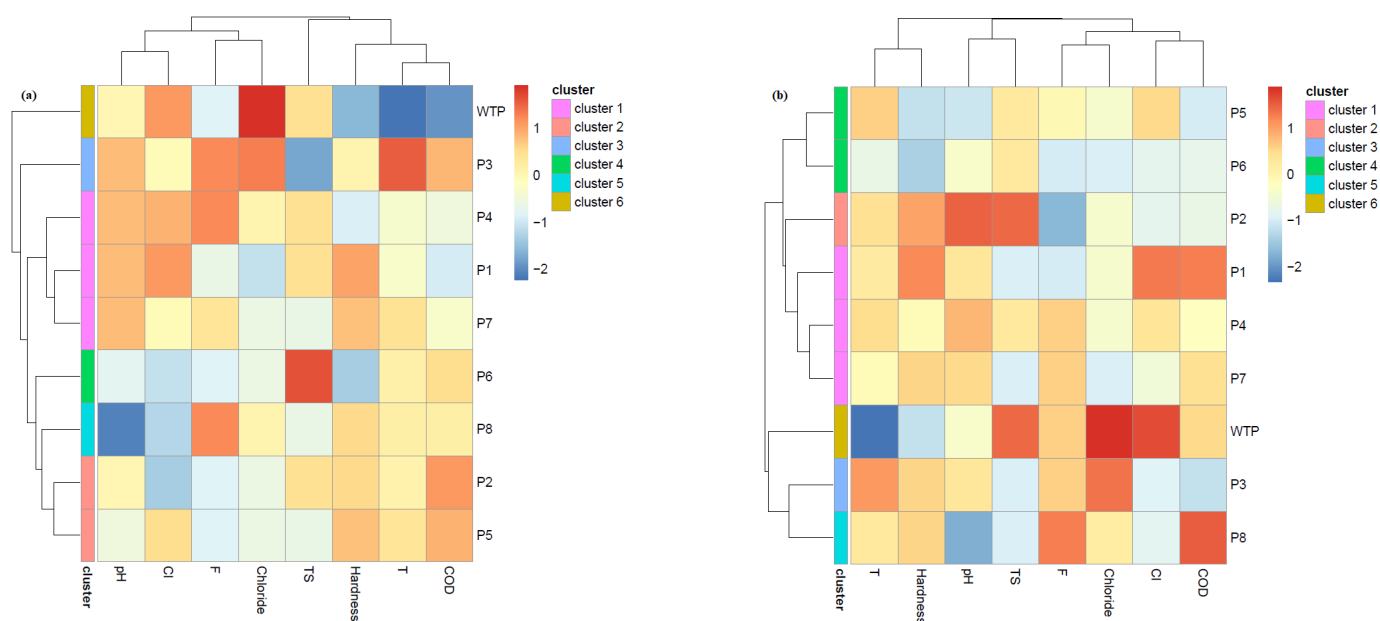 (a)
WTP
P3
P4
P1
P7
P6
P8
P2
P5
cluster
pH
Cl
F
Chloride
TS
Hardness
T
COD
1
0
−1
−2
cluster
cluster 1
cluster 2
cluster 3
cluster 4
cluster 5
cluster 6
(b)
P5
P6
P2
P1
P4
P7
WTP
P3
P8
cluster
T
Hardness
pH
TS
F
Chloride
Cl
COD
1
0
−1
−2
cluster
cluster 1
cluster 2
cluster 3
cluster 4
cluster 5
cluster 6